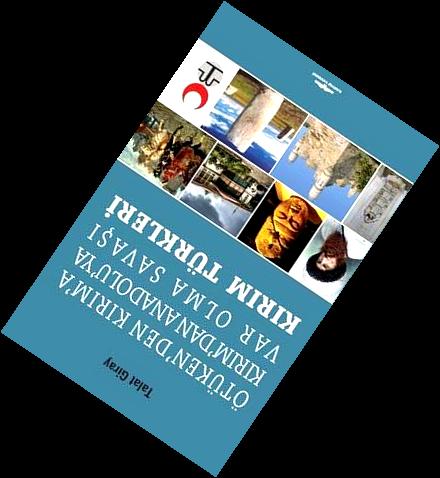 Talat Giray
ÖTÜKEN'DEN KIRIM'A
KIRIM'DAN ANADOLU'YA
VAR OLMA SAVAŞI
KIRIM TÜRKLERİ